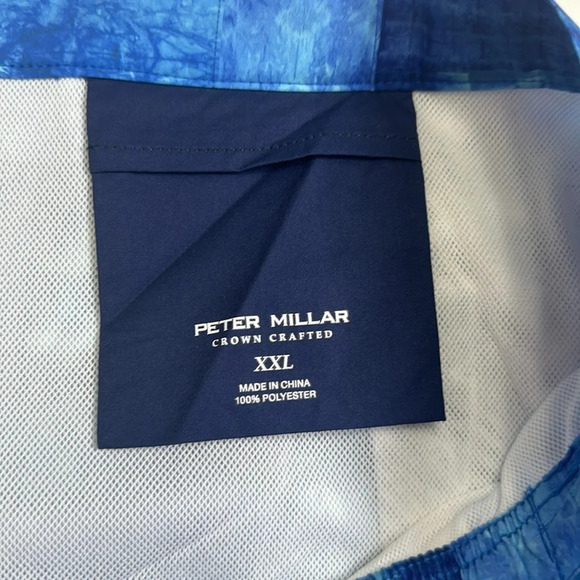 PETER MILLAR
CROWN CRAFTED
XXL
MADE IN CHINA
100% POLYESTER